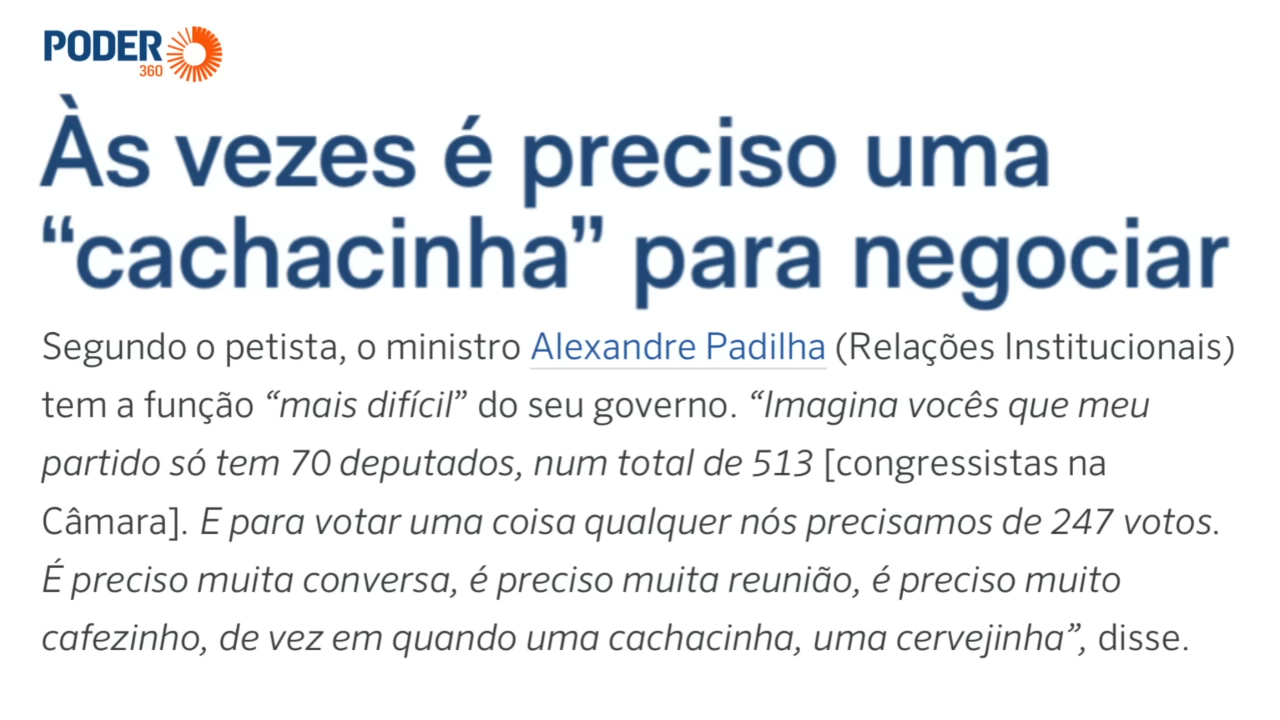 PODER
360
Às vezes é preciso uma
“cachacinha” para negociar
Segundo o petista, o ministro Alexandre Padilha (Relações Institucionais)
tem a função “mais difícil” do seu governo. “Imagina vocês que meu
partido só tem 70 deputados, num total de 513 [congressistas na
Câmara]. E para votar uma coisa qualquer nós precisamos de 247 votos.
É preciso muita conversa, é preciso muita reunião, é preciso muito
cafezinho, de vez em quando uma cachacinha, uma cervejinha”, disse.